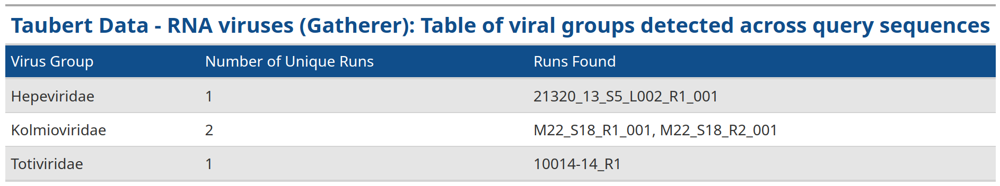 Taubert Data - RNA viruses (Gatherer): Table of viral groups detected across query sequences
Virus Group Number of Unique Runs Runs Found
Hepeviridae 1 21320_13_S5_L002_R1_001
Kolmioviridae 2 M22_S18_R1_001, M22_S18_R2_001
Totiviridae 1 10014-14_R1